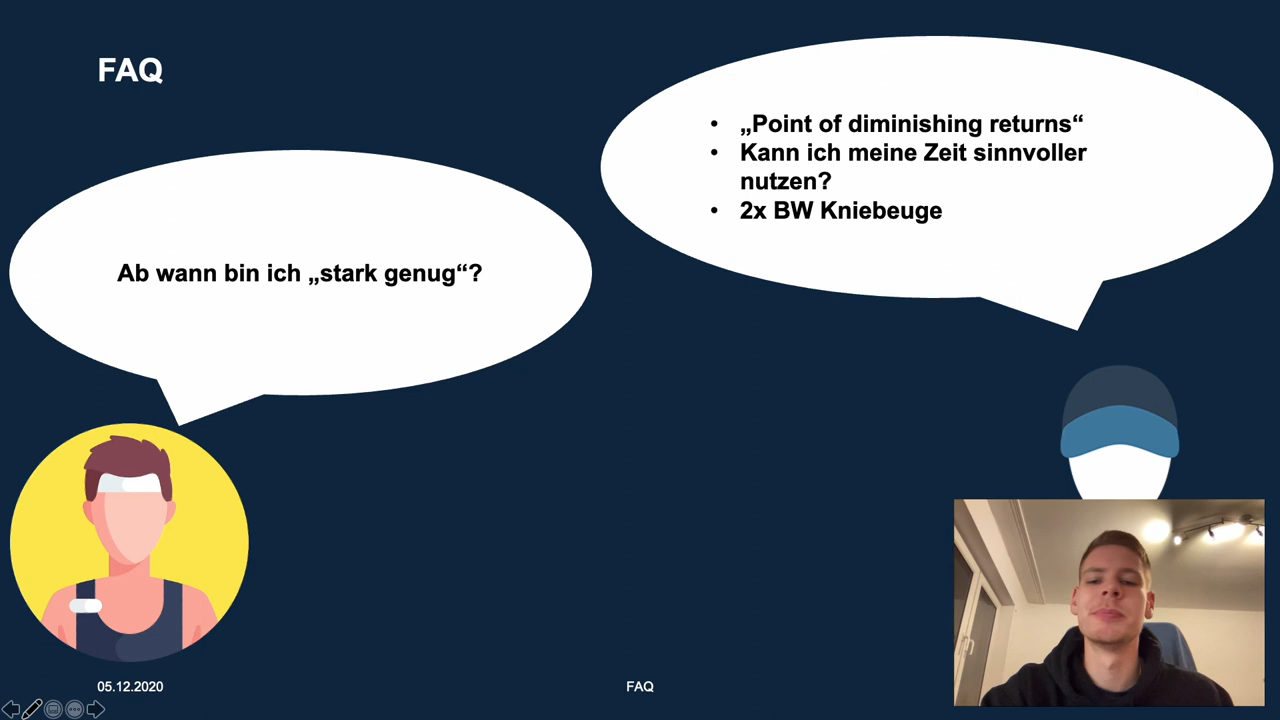 FAQ
• „Point of diminishing returns“
• Kann ich meine Zeit sinnvoller
nutzen?
• 2x BW Kniebeuge
Ab wann bin ich „stark genug“?
05.12.2020
FAQ